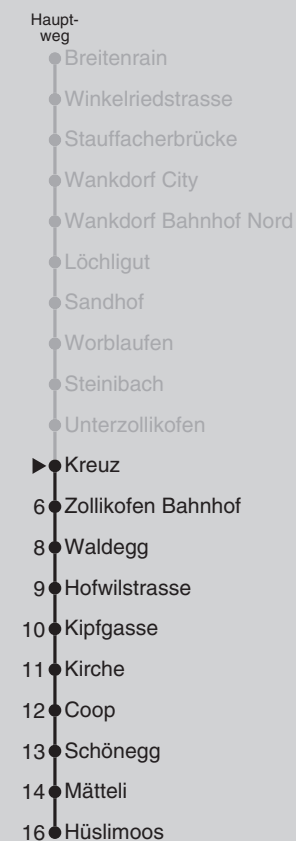 Haupt-
weg
Breitenrain
Winkelriedstrasse
Stauffacherbrücke
Wankdorf City
Wankdorf Bahnhof Nord
Löchligut
Sandhof
Worblaufen
Steinibach
Unterzollikofen
Kreuz
6 Zollikofen Bahnhof
8 Waldegg
9 Hofwilstrasse
10 Kipfgasse
11 Kirche
12 Coop
13 Schönegg
14 Mätteli
16 Hüslimoos